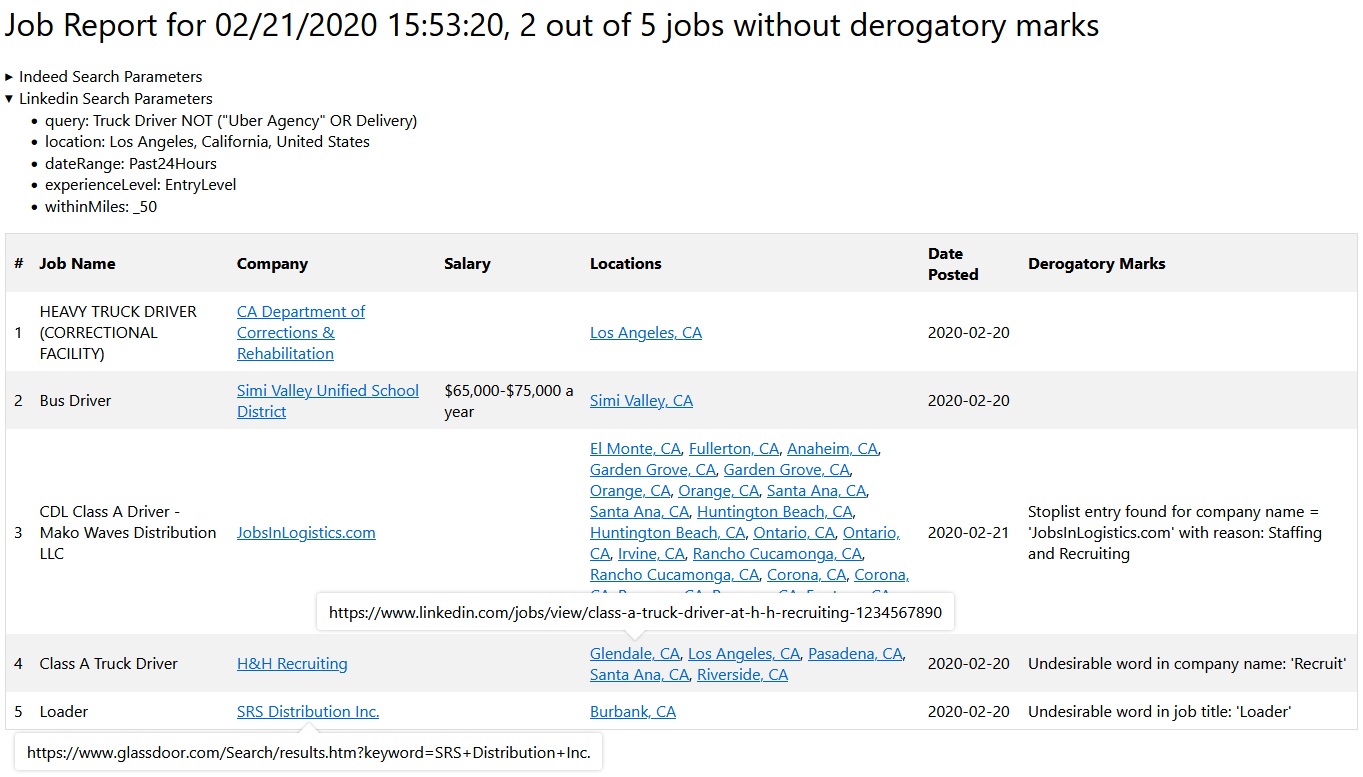 Job Report for 02/21/2020 15:53:20, 2 out of 5 jobs without derogatory marks
▸ Indeed Search Parameters
▾ Linkedin Search Parameters
• query: Truck Driver NOT ("Uber Agency" OR Delivery)
• location: Los Angeles, California, United States
• dateRange: Past24Hours
• experienceLevel: EntryLevel
• withinMiles: _50
# Job Name Company Salary Locations Date Posted Derogatory Marks
1
HEAVY TRUCK DRIVER
(CORRECTIONAL
FACILITY)
CA Department of
Corrections &
Rehabilitation
Los Angeles, CA
2020-02-20
2
Bus Driver
Simi Valley Unified School
District
$65,000-$75,000 a
year
Simi Valley, CA
2020-02-20
3
CDL Class A Driver -
Mako Waves Distribution
LLC
JobsInLogistics.com
El Monte, CA, Fullerton, CA, Anaheim, CA,
Garden Grove, CA, Garden Grove, CA,
Orange, CA, Orange, CA, Santa Ana, CA,
Santa Ana, CA, Huntington Beach, CA,
Huntington Beach, CA, Ontario, CA, Ontario,
CA, Irvine, CA, Rancho Cucamonga, CA,
Rancho Cucamonga, CA, Corona, CA, Corona,
2020-02-21
Stoplist entry found for company name =
'JobsInLogistics.com' with reason: Staffing
and Recruiting
https://www.linkedin.com/jobs/view/class-a-truck-driver-at-h-h-recruiting-1234567890
4
Class A Truck Driver
H&H Recruiting
Glendale, CA, Los Angeles, CA, Pasadena, CA,
Santa Ana, CA, Riverside, CA
2020-02-20
Undesirable word in company name: 'Recruit'
5
Loader
SRS Distribution Inc.
Burbank, CA
2020-02-20
Undesirable word in job title: 'Loader'
https://www.glassdoor.com/Search/results.htm?keyword=SRS+Distribution+Inc.